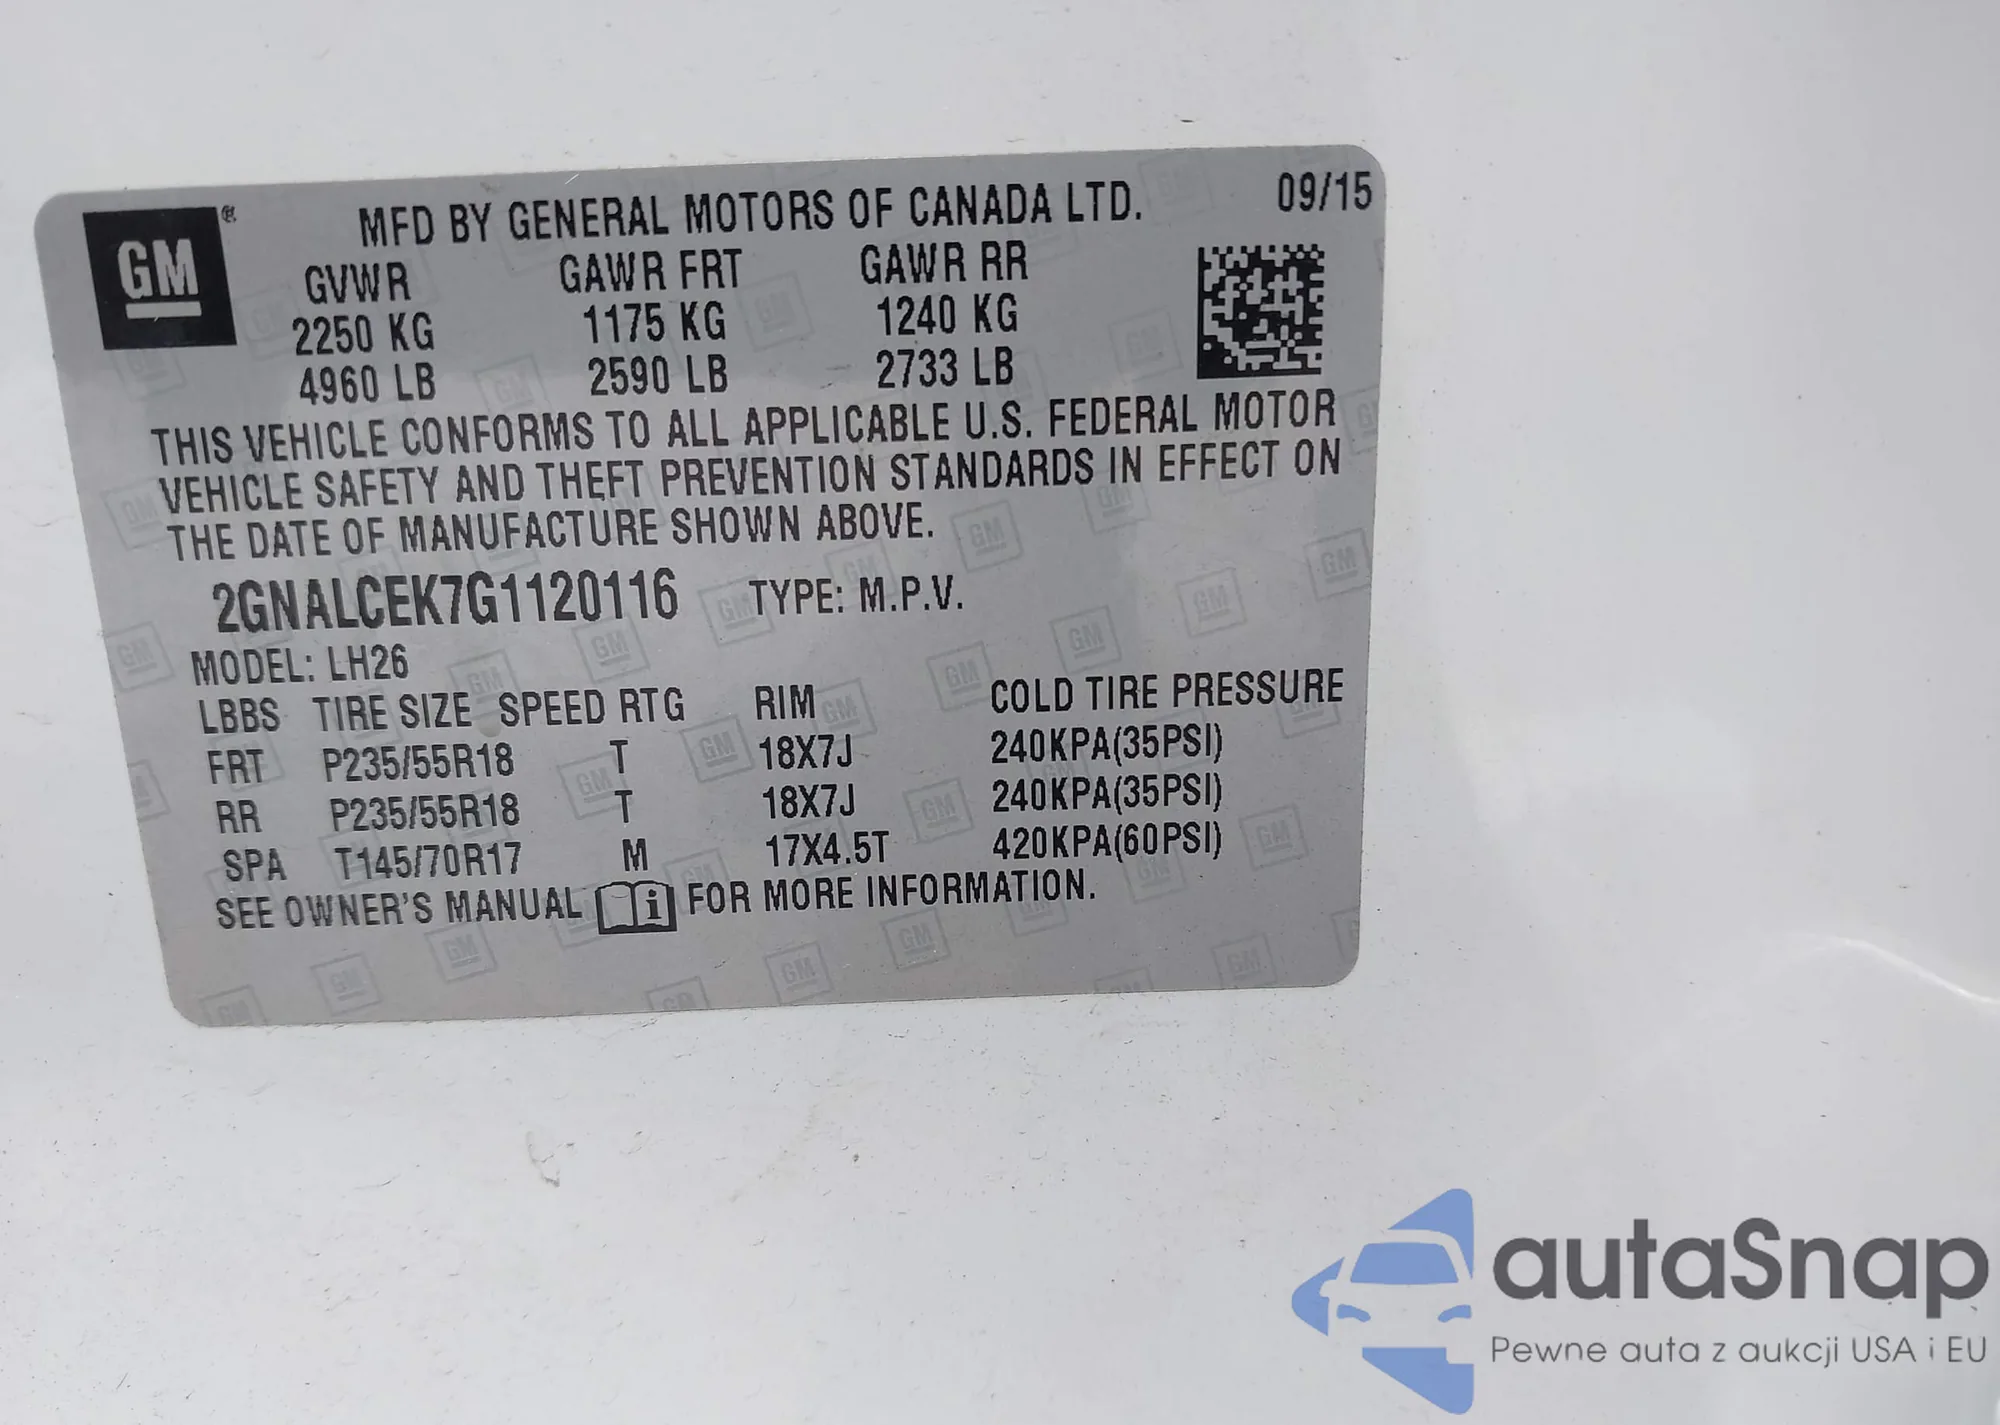 GM ®
MFD BY GENERAL MOTORS OF CANADA LTD. 09/15
GVWR GAWR FRT GAWR RR
2250 KG 1175 KG 1240 KG
4960 LB 2590 LB 2733 LB
THIS VEHICLE CONFORMS TO ALL APPLICABLE U.S. FEDERAL MOTOR
VEHICLE SAFETY AND THEFT PREVENTION STANDARDS IN EFFECT ON
THE DATE OF MANUFACTURE SHOWN ABOVE.
2GNALCEK7G1120116 TYPE: M.P.V.
MODEL: LH26
LBBS TIRE SIZE SPEED RTG RIM COLD TIRE PRESSURE
FRT P235/55R18 T 18X7J 240KPA(35PSI)
RR P235/55R18 T 18X7J 240KPA(35PSI)
SPA T145/70R17 M 17X4.5T 420KPA(60PSI)
SEE OWNER'S MANUAL i FOR MORE INFORMATION.
autaSnap
Pewne auta z aukcji USA i EU